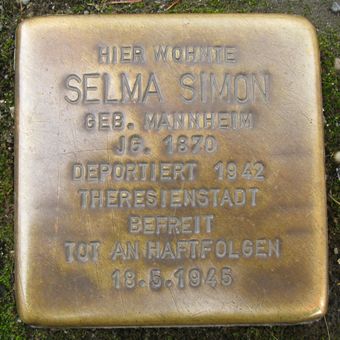 HIER WOHNTE
SELMA SIMON
GEB. MANNHEIM
JG. 1870
DEPORTIERT 1942
THERESIENSTADT
BEFREIT
TOT AN HAFTFOLGEN
18.5.1945